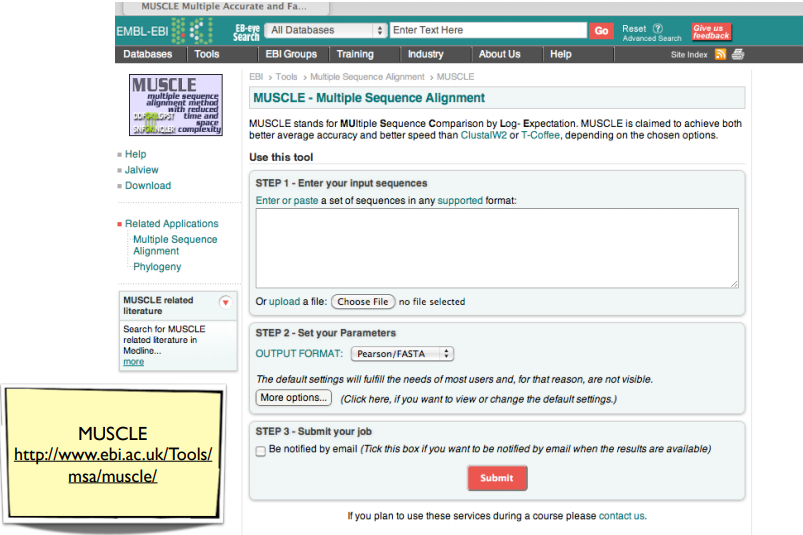 MUSCLE Multiple Accurate and Fa...
EMBL-EBI
EB-eye Search
All Databases
Enter Text Here
Go
Reset ?
Advanced Search
Give us feedback
Databases Tools EBI Groups Training Industry About Us Help Site Index
MUSCLE
multiple sequence
alignment method
with reduced
time and
space
complexity
EBI > Tools > Multiple Sequence Alignment > MUSCLE
MUSCLE - Multiple Sequence Alignment
MUSCLE stands for MUltiple Sequence Comparison by Log- Expectation. MUSCLE is claimed to achieve both
better average accuracy and better speed than ClustalW2 or T-Coffee, depending on the chosen options.
Help
Jalview
Download
Related Applications
Multiple Sequence
Alignment
Phylogeny
MUSCLE related
literature
Search for MUSCLE
related literature in
Medline...
more
Use this tool
STEP 1 - Enter your input sequences
Enter or paste a set of sequences in any supported format:
Or upload a file: Choose File no file selected
STEP 2 - Set your Parameters
OUTPUT FORMAT: Pearson/FASTA
The default settings will fulfill the needs of most users and, for that reason, are not visible.
More options... (Click here, if you want to view or change the default settings.)
STEP 3 - Submit your job
Be notified by email (Tick this box if you want to be notified by email when the results are available)
Submit
If you plan to use these services during a course please contact us.
MUSCLE
http://www.ebi.ac.uk/Tools/
msa/muscle/